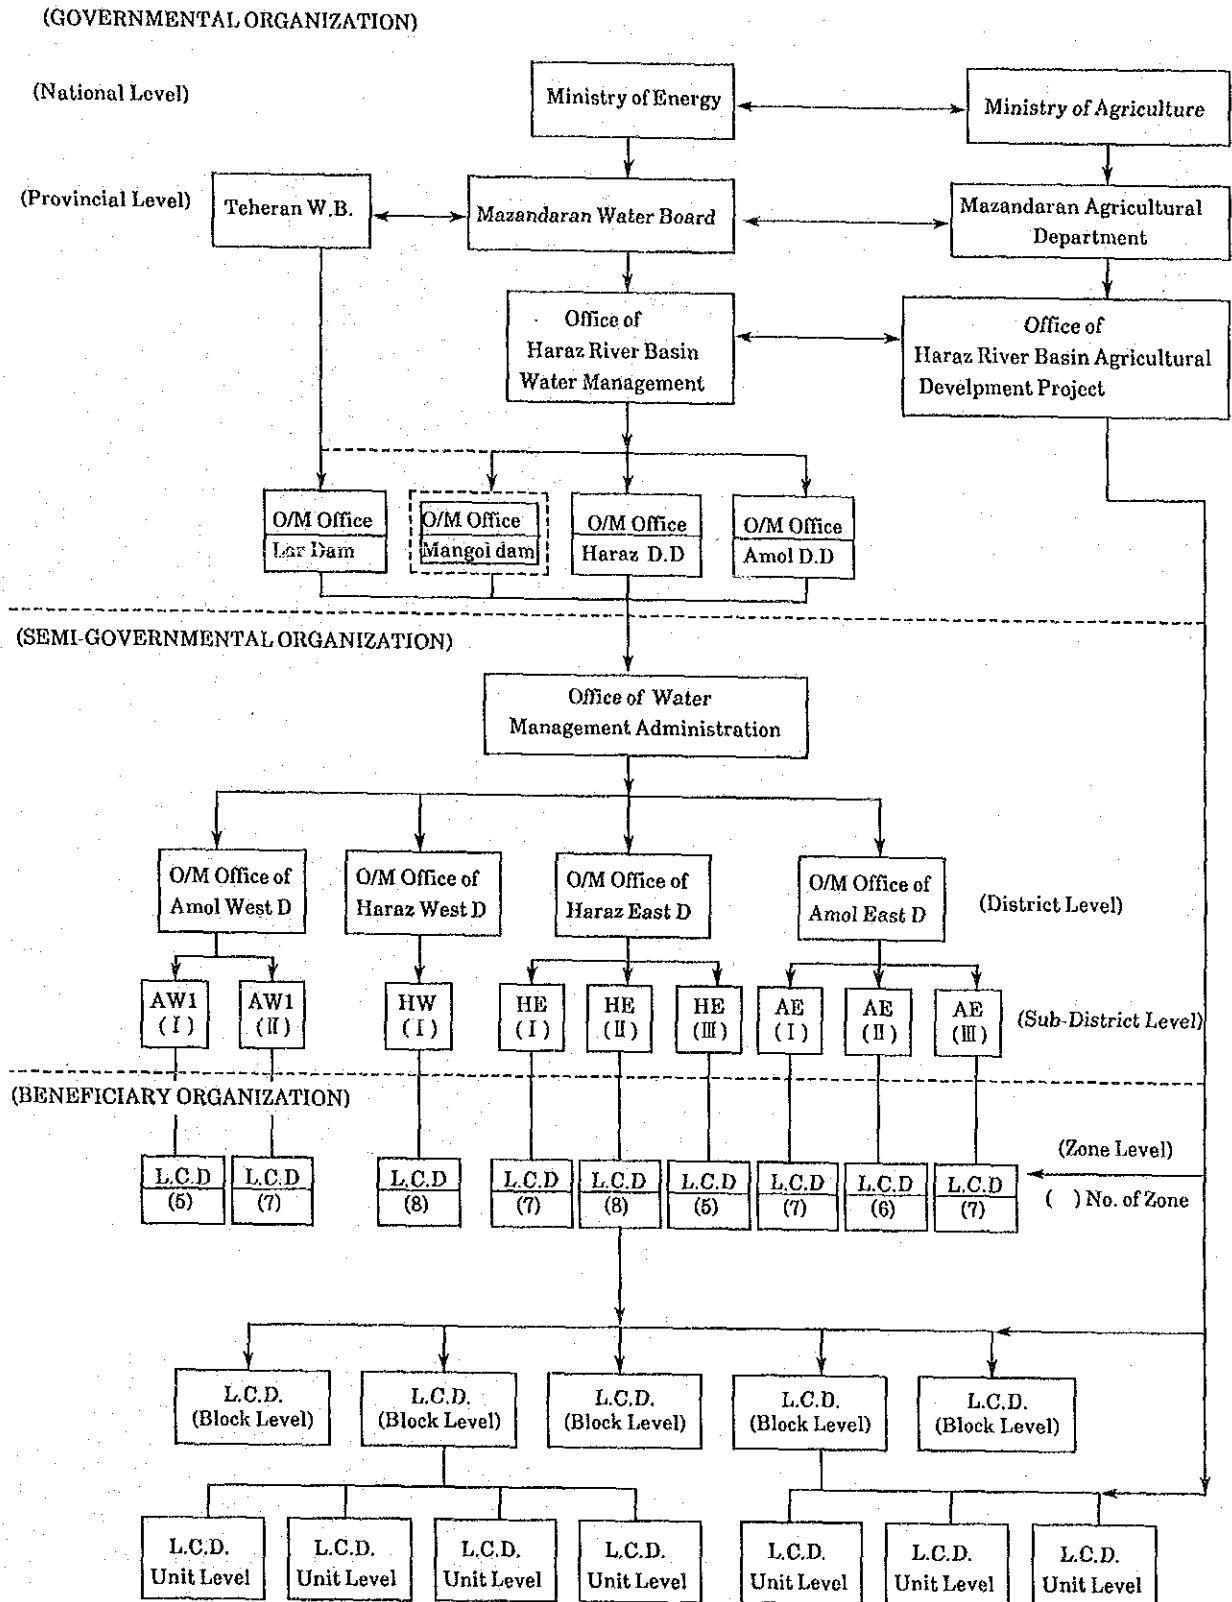 (GOVERNMENTAL ORGANIZATION)
(National Level)
Ministry of Energy
Ministry of Agriculture
(Provincial Level)
Teheran W.B.
Mazandaran Water Board
Mazandaran Agricultural
Department
Office of
Haraz River Basin
Water Management
Office of
Haraz River Basin Agricultural
Develpment Project
O/M Office
Lar Dam
O/M Office
Mangol dam
O/M Office
Haraz D.D
O/M Office
Amol D.D
(SEMI-GOVERNMENTAL ORGANIZATION)
Office of Water
Management Administration
O/M Office of
Amol West D
O/M Office of
Haraz West D
O/M Office of
Haraz East D
O/M Office of
Amol East D
(District Level)
AW1
(I)
AW1
(II)
HW
(I)
HE
(I)
HE
(II)
HE
(III)
AE
(I)
AE
(II)
AE
(III)
(Sub-District Level)
(BENEFICIARY ORGANIZATION)
L.C.D
(5)
L.C.D
(7)
L.C.D
(8)
L.C.D
(7)
L.C.D
(8)
L.C.D
(5)
L.C.D
(7)
L.C.D
(6)
L.C.D
(7)
(Zone Level)
( ) No. of Zone
L.C.D.
(Block Level)
L.C.D.
(Block Level)
L.C.D.
(Block Level)
L.C.D.
(Block Level)
L.C.D.
(Block Level)
L.C.D.
Unit Level
L.C.D.
Unit Level
L.C.D.
Unit Level
L.C.D.
Unit Level
L.C.D.
Unit Level
L.C.D.
Unit Level
L.C.D.
Unit Level